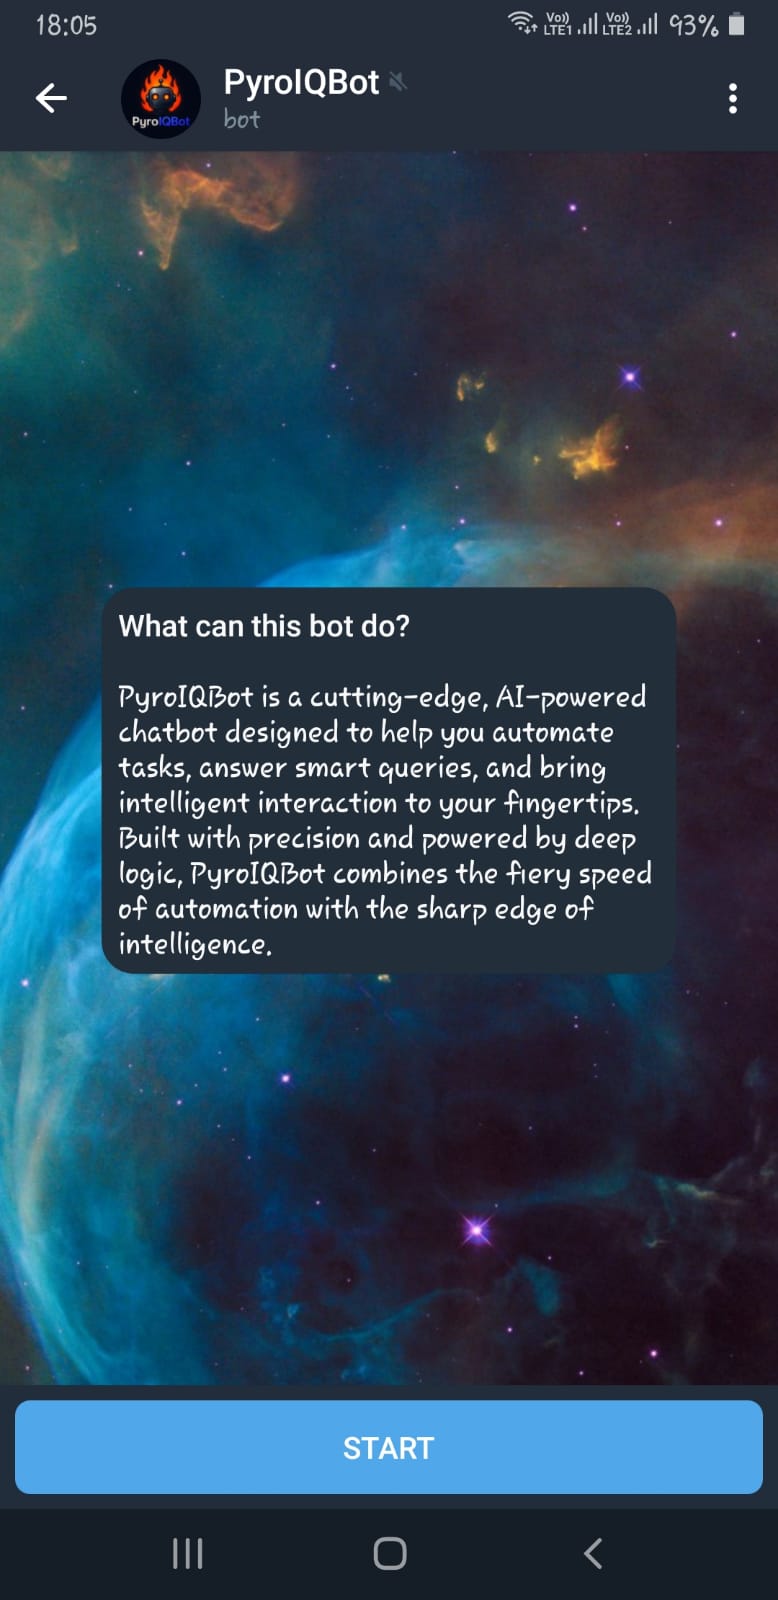 18:05 Vo)) LTE1 Vo)) LTE2 93%
PyroIQBot
PyroIQBot
bot
What can this bot do?
PyroIQBot is a cutting-edge, AI-powered
chatbot designed to help you automate
tasks, answer smart queries, and bring
intelligent interaction to your fingertips.
Built with precision and powered by deep
logic, PyroIQBot combines the fiery speed
of automation with the sharp edge of
intelligence.
START